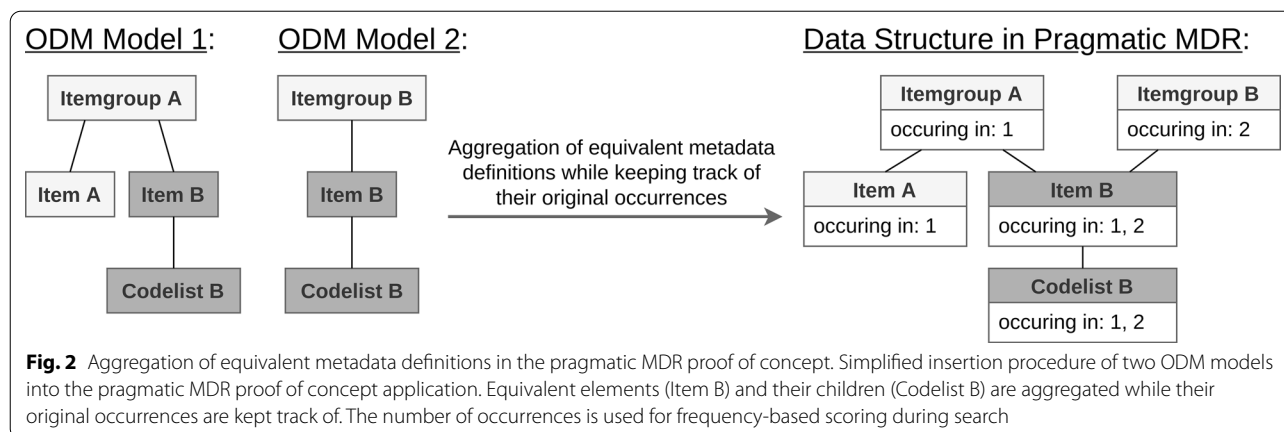 ODM Model 1:
ODM Model 2:
Data Structure in Pragmatic MDR:
Itemgroup A
Item A
Item B
Codelist B
Itemgroup B
Item B
Codelist B
Aggregation of equivalent metadata
definitions while keeping track of
their original occurrences
Itemgroup A
occuring in: 1
Itemgroup B
occuring in: 2
Item A
occuring in: 1
Item B
occuring in: 1, 2
Codelist B
occuring in: 1, 2
Fig. 2 Aggregation of equivalent metadata definitions in the pragmatic MDR proof of concept. Simplified insertion procedure of two ODM models
into the pragmatic MDR proof of concept application. Equivalent elements (Item B) and their children (Codelist B) are aggregated while their
original occurrences are kept track of. The number of occurrences is used for frequency-based scoring during search